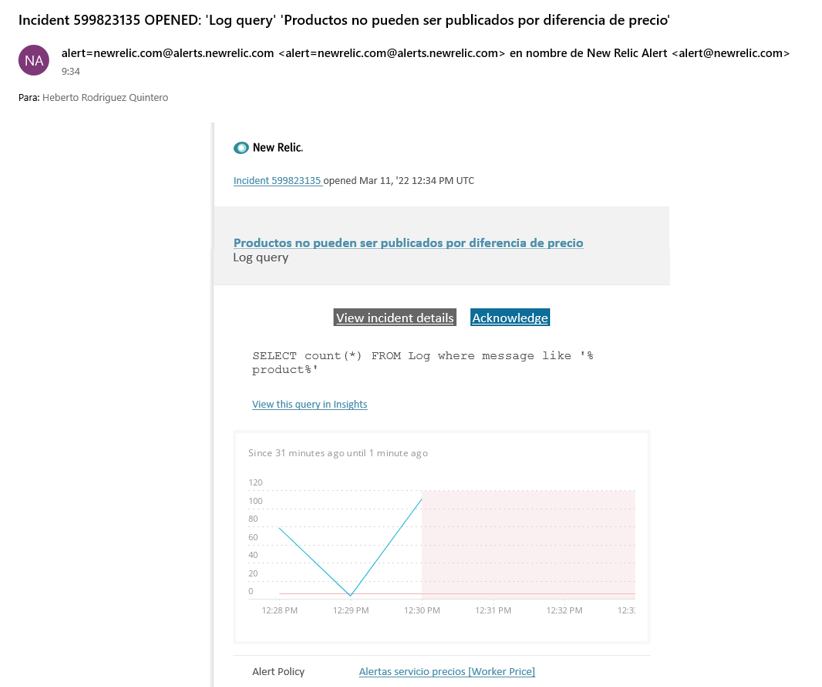 Incident 599823135 OPENED: 'Log query' 'Productos no pueden ser publicados por diferencia de precio'
NA
alert=newrelic.com@alerts.newrelic.com <alert=newrelic.com@alerts.newrelic.com> en nombre de New Relic Alert <alert@newrelic.com>
9:34
Para: Heberto Rodriguez Quintero
New Relic.
Incident 599823135 opened Mar 11, '22 12:34 PM UTC
Productos no pueden ser publicados por diferencia de precio
Log query
View incident details
Acknowledge
SELECT count(*) FROM Log where message like '%
product%'
View this query in Insights
Since 31 minutes ago until 1 minute ago
120
100
80
60
40
20
0
12:28 PM 12:29 PM 12:30 PM 12:31 PM 12:32 PM 12:3
Alert Policy Alertas servicio precios [Worker Price]